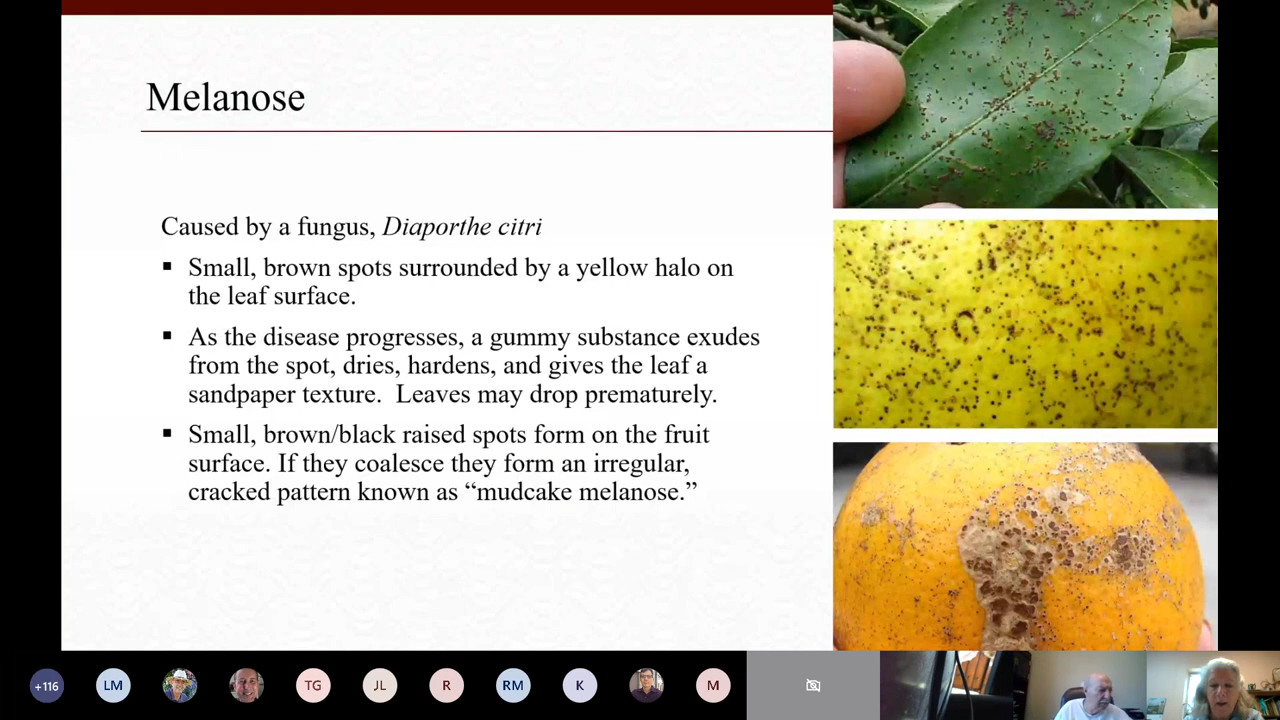 Melanose
Caused by a fungus, Diaporthe citri
▪ Small, brown spots surrounded by a yellow halo on
the leaf surface.
▪ As the disease progresses, a gummy substance exudes
from the spot, dries, hardens, and gives the leaf a
sandpaper texture.  Leaves may drop prematurely.
▪ Small, brown/black raised spots form on the fruit
surface. If they coalesce they form an irregular,
cracked pattern known as “mudcake melanose.”
+116
LM
TG
JL
R
RM
K
M